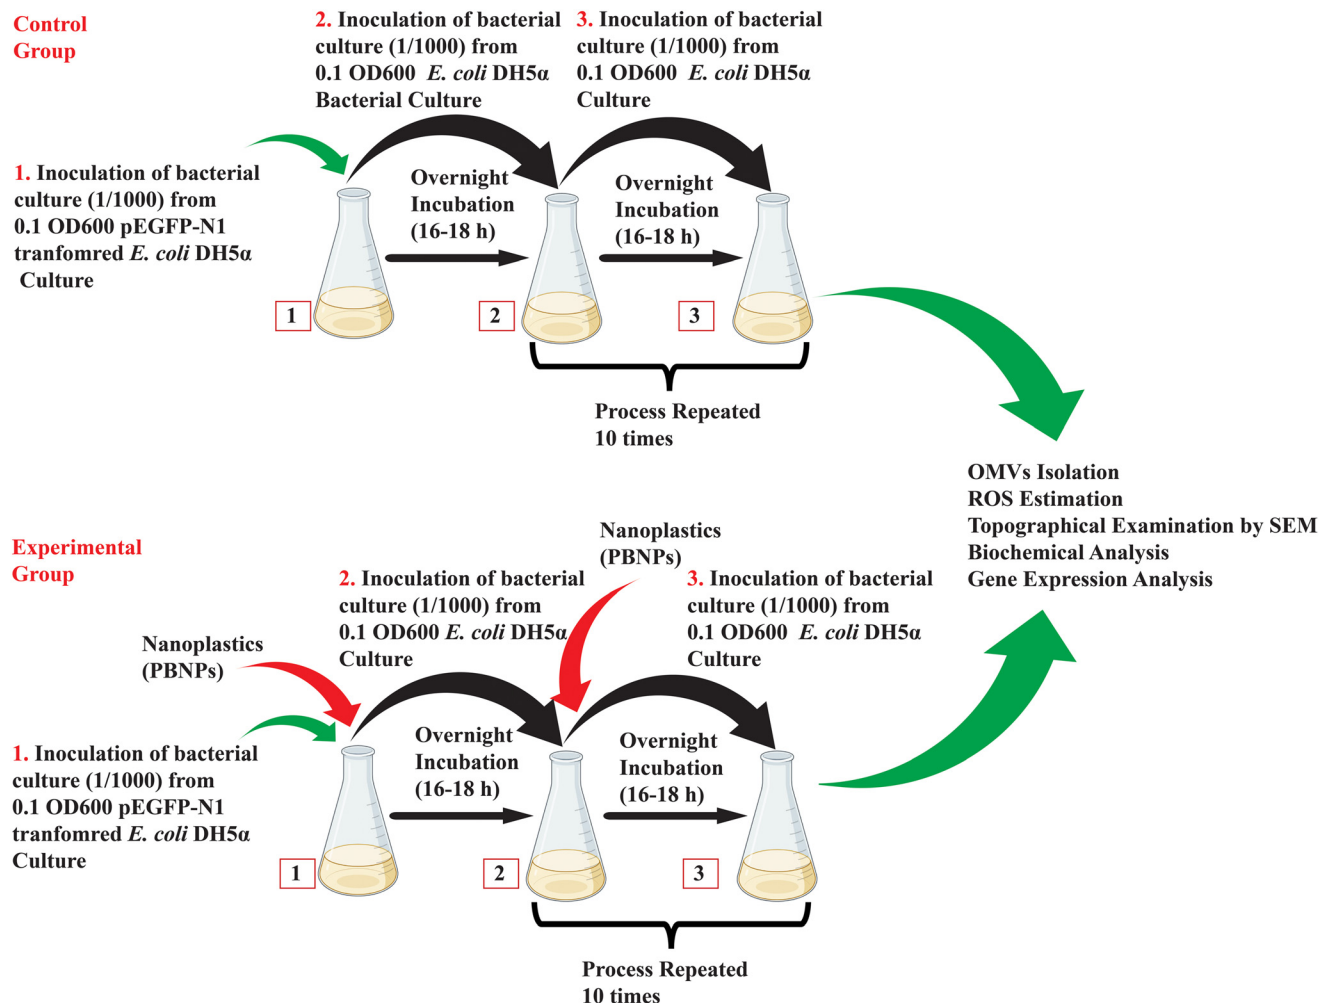 Control
Group
2. Inoculation of bacterial
culture (1/1000) from
0.1 OD600 E. coli DH5α
Bacterial Culture
3. Inoculation of bacterial
culture (1/1000) from
0.1 OD600 E. coli DH5α
Culture
1. Inoculation of bacterial
culture (1/1000) from
0.1 OD600 pEGFP-N1
tranfomred E. coli DH5α
Culture
Overnight
Incubation
(16-18 h)
Overnight
Incubation
(16-18 h)
1
2
3
Process Repeated
10 times
OMVs Isolation
ROS Estimation
Topographical Examination by SEM
Biochemical Analysis
Gene Expression Analysis
Experimental
Group
Nanoplastics
(PBNPs)
2. Inoculation of bacterial
culture (1/1000) from
0.1 OD600 E. coli DH5α
Culture
Nanoplastics
(PBNPs)
3. Inoculation of bacterial
culture (1/1000) from
0.1 OD600 E. coli DH5α
Culture
1. Inoculation of bacterial
culture (1/1000) from
0.1 OD600 pEGFP-N1
tranfomred E. coli DH5α
Culture
Overnight
Incubation
(16-18 h)
Overnight
Incubation
(16-18 h)
1
2
3
Process Repeated
10 times